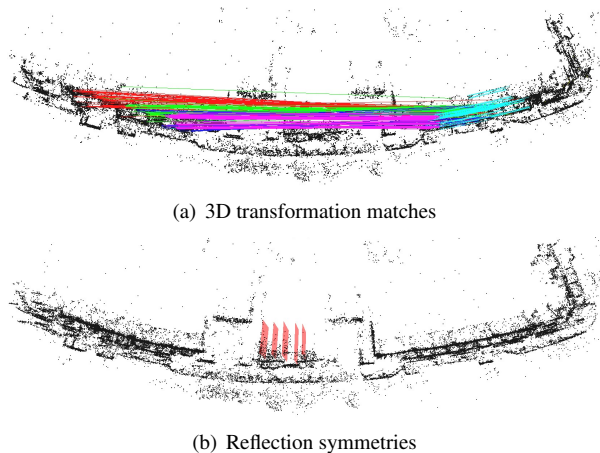 (a) 3D transformation matches
(b) Reflection symmetries